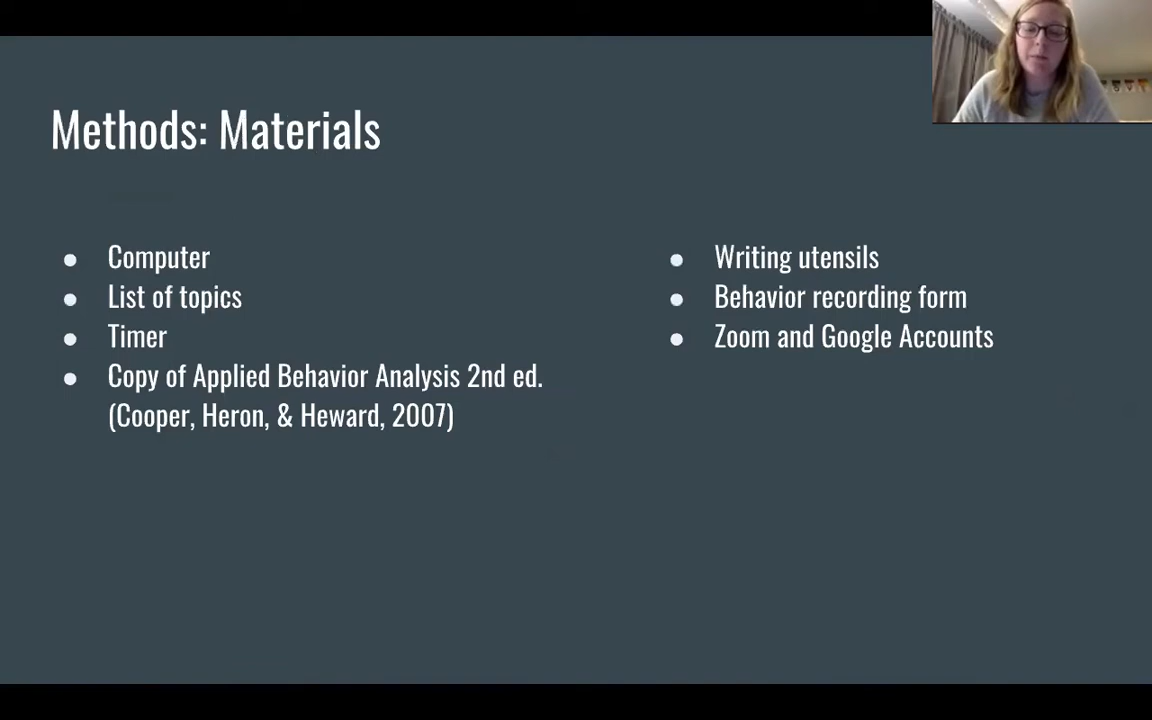 Methods: Materials
● Computer
● List of topics
● Timer
● Copy of Applied Behavior Analysis 2nd ed.
(Cooper, Heron, & Heward, 2007)
● Writing utensils
● Behavior recording form
● Zoom and Google Accounts